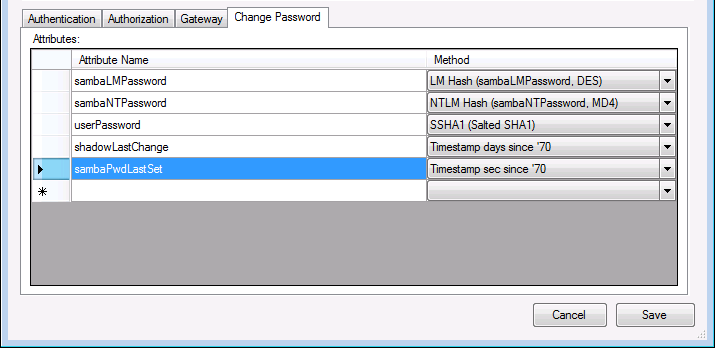 Authentication Authorization Gateway Change Password
Attributes:
Attribute Name Method
sambaLMPassword LM Hash (sambaLMPassword, DES)
sambaNTPassword NTLM Hash (sambaNTPassword, MD4)
userPassword SSHA1 (Salted SHA1)
shadowLastChange Timestamp days since '70
sambaPwdLastSet Timestamp sec since '70
Cancel Save